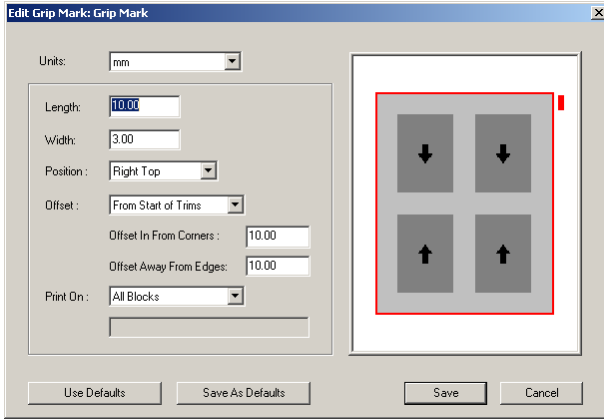 Edit Grip Mark: Grip Mark
Units: mm
Length: 10.00
Width: 3.00
Position : Right Top
Offset : From Start of Trims
Offset In From Corners : 10.00
Offset Away From Edges: 10.00
Print On : All Blocks
Use Defaults Save As Defaults Save Cancel